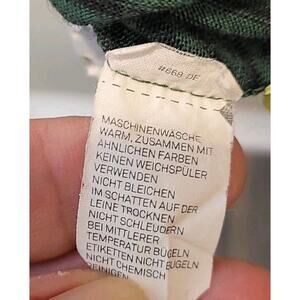 #669 DE
MASCHINENWÄSCHE
WARM, ZUSAMMEN MIT
ÄHNLICHEN FARBEN
KEINEN WEICHSPÜLER
VERWENDEN
NICHT BLEICHEN
IM SCHATTEN AUF DER
LEINE TROCKNEN
NICHT SCHLEUDERN
BEI MITTLERER
TEMPERATUR BÜGELN
ETIKETTEN NICHT BÜGELN
NICHT CHEMISCH
REINIGEN